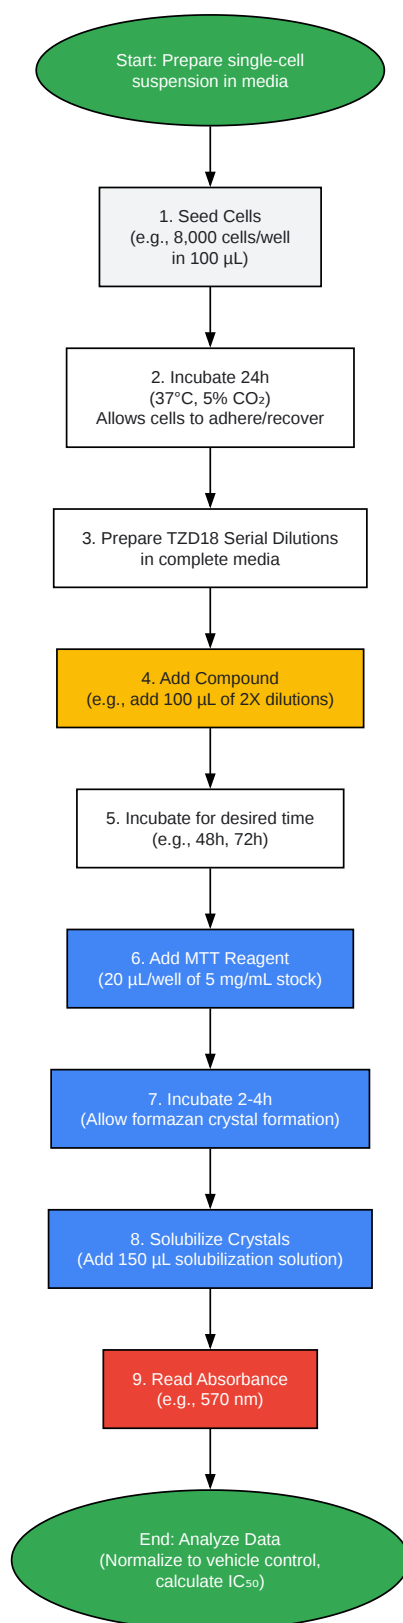 Start: Prepare single-cell
suspension in media
1. Seed Cells
(e.g., 8,000 cells/well
in 100 µL)
2. Incubate 24h
(37°C, 5% CO₂)
Allows cells to adhere/recover
3. Prepare TZD18 Serial Dilutions
in complete media
4. Add Compound
(e.g., add 100 µL of 2X dilutions)
5. Incubate for desired time
(e.g., 48h, 72h)
6. Add MTT Reagent
(20 µL/well of 5 mg/mL stock)
7. Incubate 2-4h
(Allow formazan crystal formation)
8. Solubilize Crystals
(Add 150 µL solubilization solution)
9. Read Absorbance
(e.g., 570 nm)
End: Analyze Data
(Normalize to vehicle control,
calculate IC₅₀)